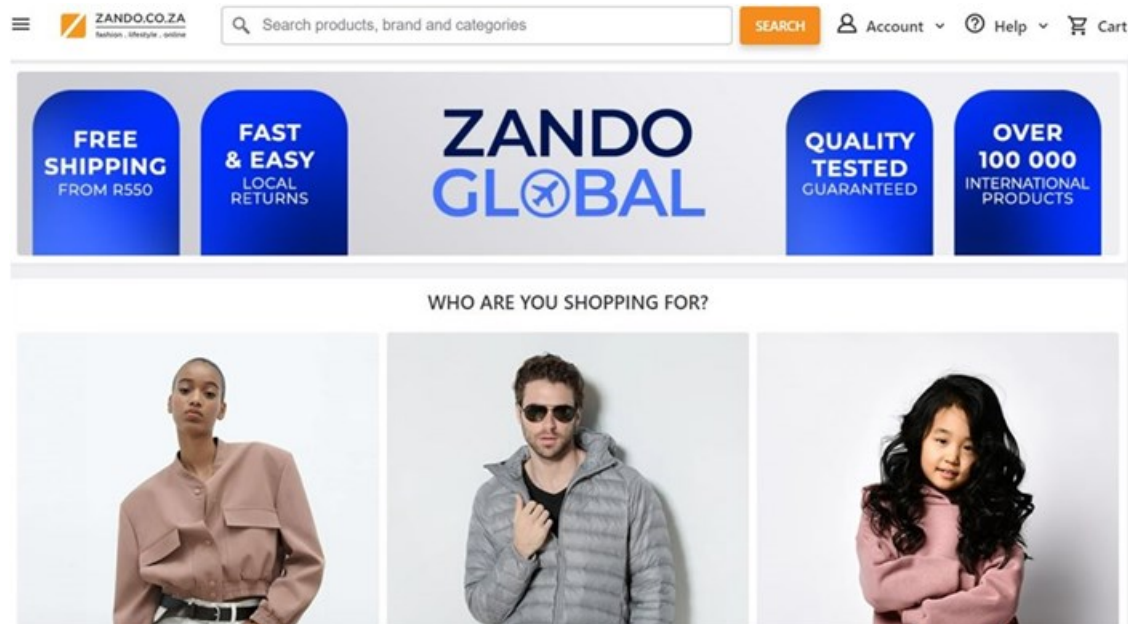 ZANDO.CO.ZA
fashion . lifestyle . online
Search products, brand and categories
SEARCH
Account
Help
Cart
FREE
SHIPPING
FROM R550
FAST
& EASY
LOCAL
RETURNS
ZANDO
GLOBAL
QUALITY
TESTED
GUARANTEED
OVER
100 000
INTERNATIONAL
PRODUCTS
WHO ARE YOU SHOPPING FOR?